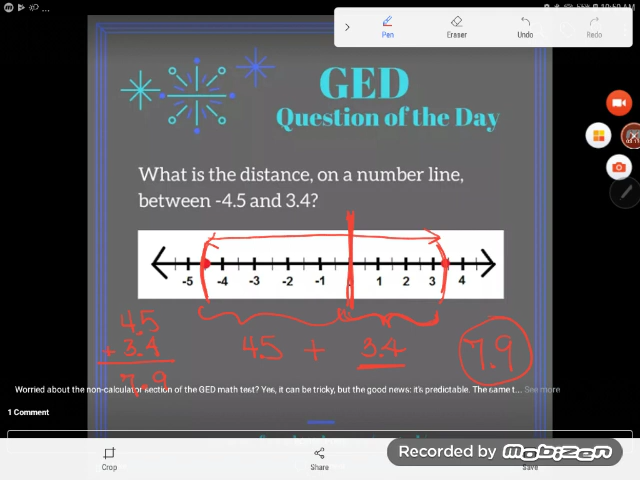 Pen
Eraser
Undo
Redo
GED
Question of the Day
What is the distance, on a number line,
between -4.5 and 3.4?
-5 -4 -3 -2 -1 1 2 3 4
4.5
+ 3.4
7.9
4.5 + 3.4
7.9
Worried about the non-calculator section of the GED math test? Yes, it can be tricky, but the good news: it's predictable. The same t... See more
1 Comment
Recorded by Mobizen
Crop
Share
Save